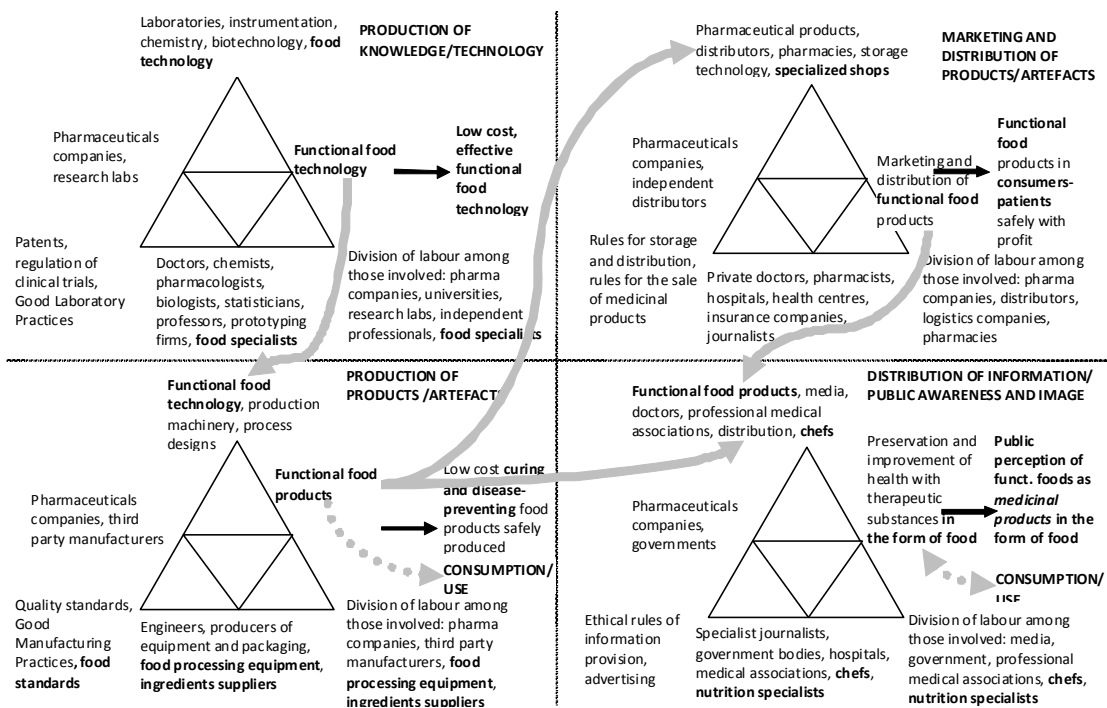 Laboratories, instrumentation,
chemistry, biotechnology, food
technology
PRODUCTION OF
KNOWLEDGE/TECHNOLOGY
Pharmaceuticals
companies,
research labs
Functional food
technology
Low cost,
effective
functional
food
technology
Patents,
regulation of
clinical trials,
Good Laboratory
Practices
Doctors, chemists,
pharmacologists,
biologists, statisticians,
professors, prototyping
firms, food specialists
Division of labour among
those involved: pharma
companies, universities,
research labs, independent
professionals, food specialists
Pharmaceutical products,
distributors, pharmacies, storage
technology, specialized shops
MARKETING AND
DISTRIBUTION OF
PRODUCTS/ARTEFACTS
Pharmaceuticals
companies,
independent
distributors
Marketing and
distribution of
functional food
products
Functional
food
products in
consumers-
patients
safely with
profit
Rules for storage
and distribution,
rules for the sale
of medicinal
products
Private doctors, pharmacists,
hospitals, health centres,
insurance companies,
journalists
Division of labour among
those involved: pharma
companies, distributors,
logistics companies,
pharmacies
Functional food
technology, production
machinery, process
designs
PRODUCTION OF
PRODUCTS /ARTEFACTS
Pharmaceuticals
companies, third
party manufacturers
Functional food
products
Low cost curing
and disease-
preventing food
products safely
produced
CONSUMPTION/
USE
Quality standards,
Good
Manufacturing
Practices, food
standards
Engineers, producers of
equipment and packaging,
food processing equipment,
ingredients suppliers
Division of labour among
those involved: pharma
companies, third party
manufacturers, food
processing equipment,
ingredients suppliers
Functional food products, media,
doctors, professional medical
associations, distribution, chefs
DISTRIBUTION OF INFORMATION/
PUBLIC AWARENESS AND IMAGE
Pharmaceuticals
companies,
governments
Preservation and
improvement of
health with
therapeutic
substances in
the form of food
Public
perception of
funct. foods as
medicinal
products in the
form of food
CONSUMPTION/
USE
Ethical rules of
information
provision,
advertising
Specialist journalists,
government bodies, hospitals,
medical associations, chefs,
nutrition specialists
Division of labour among
those involved: media,
government, professional
medical associations, chefs,
nutrition specialists